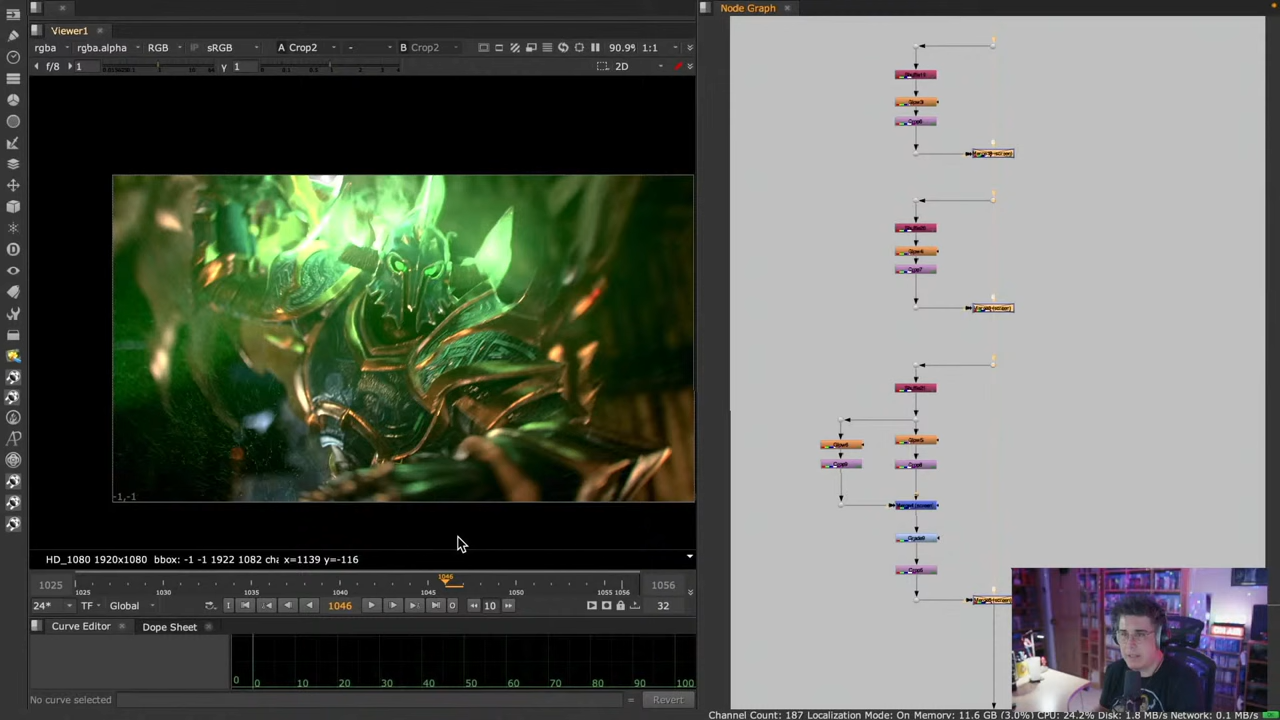 Node Graph
Viewer1
rgba rgba.alpha RGB sRGB A Crop2 - B Crop2 90.9% 1:1
f/8 1 γ 1 2D
-1,-1
HD_1080 1920x1080 bbox: -1 -1 1922 1082 cha x=1139 y=-116
1046
1025 1025 1030 1035 1040 1045 1050 1055 1056 1056
24* TF Global 1046 10 32
Curve Editor Dope Sheet
0 0 10 20 30 40 50 60 70 80 90 100
No curve selected = Revert
Channel Count: 187 Localization Mode: On Memory: 11.6 GB (3.0%) CPU: 24.2% Disk: 1.8 MB/s Network: 0.1 MB/s